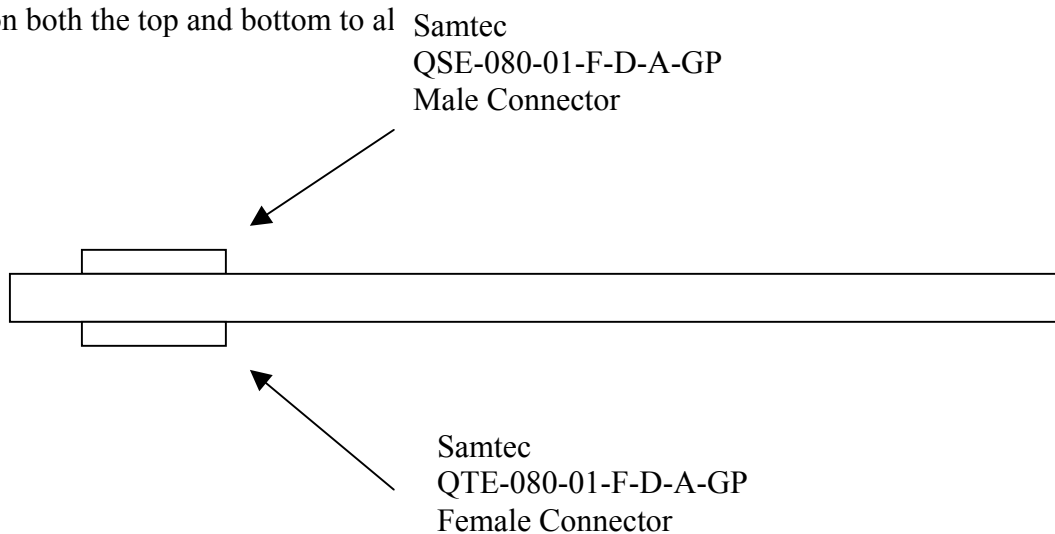 n both the top and bottom to al
Samtec
QSE-080-01-F-D-A-GP
Male Connector
Samtec
QTE-080-01-F-D-A-GP
Female Connector